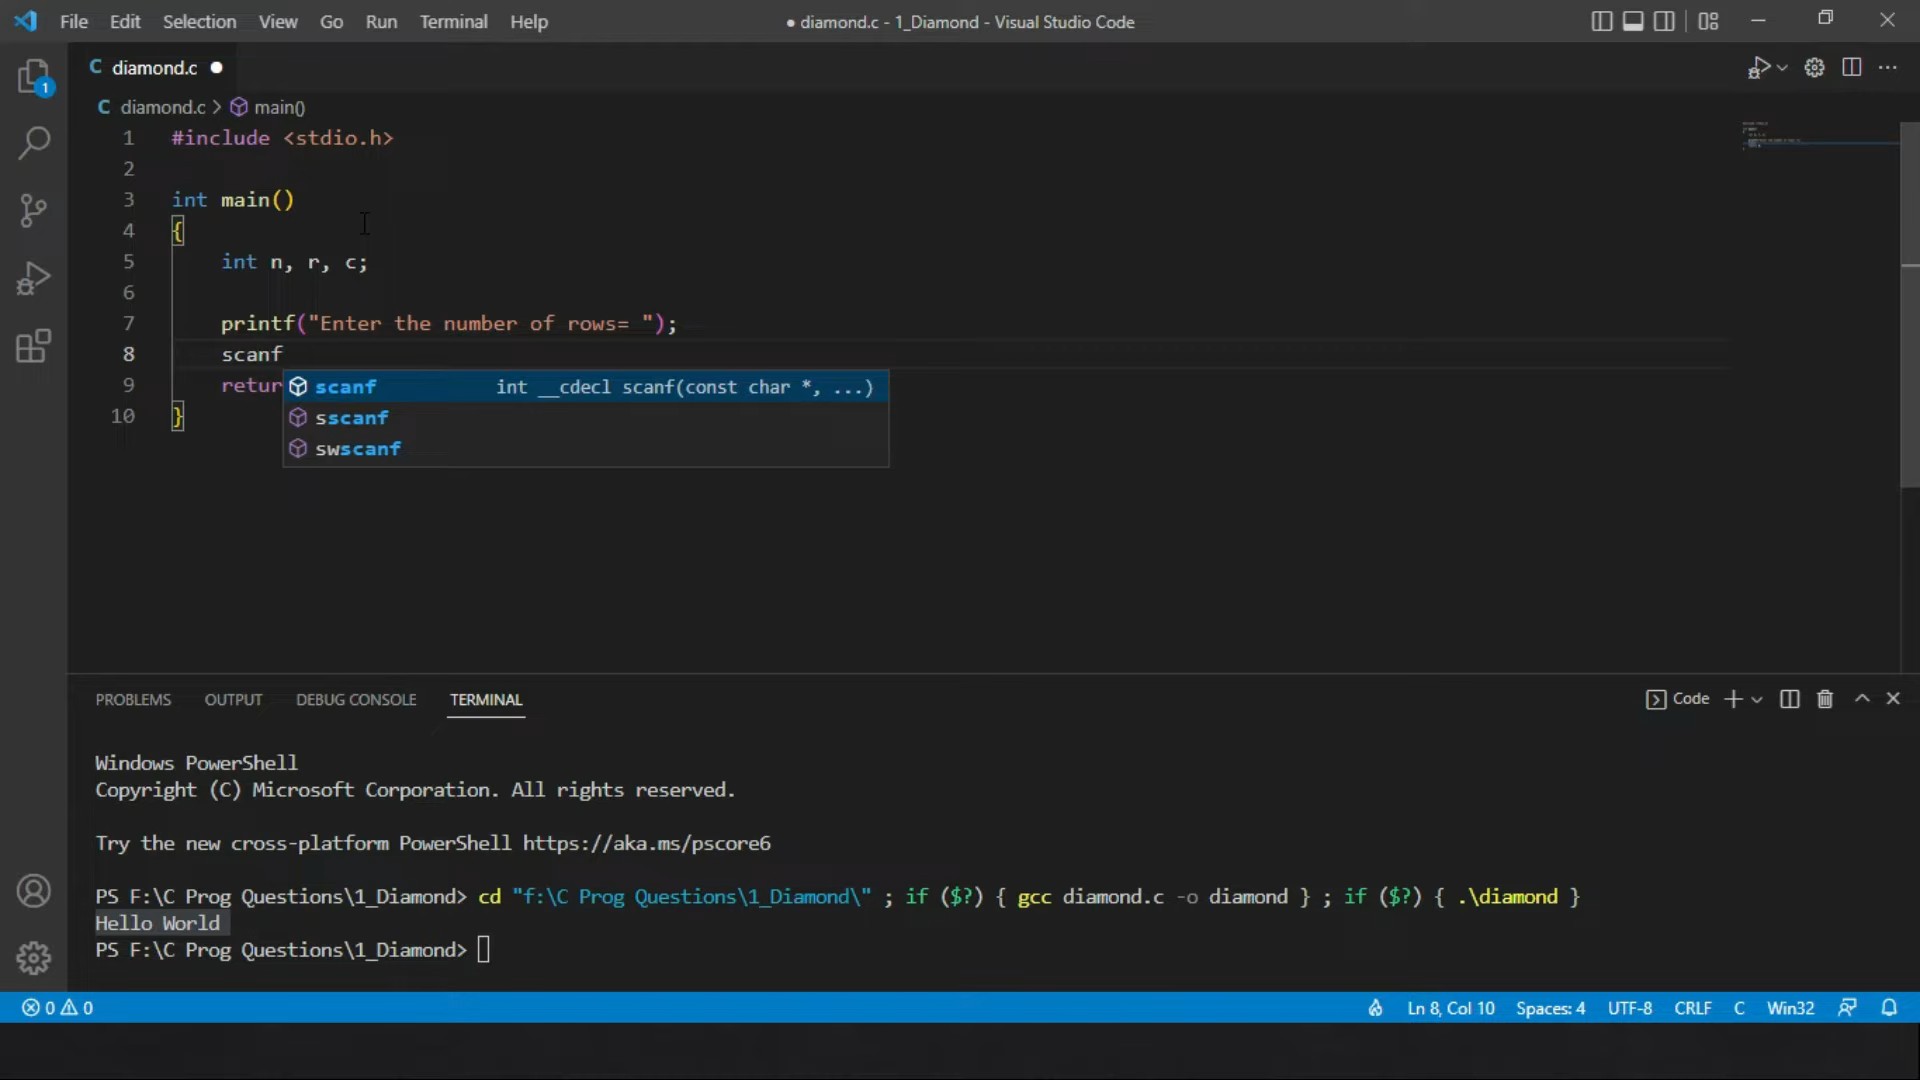 File Edit Selection View Go Run Terminal Help
● diamond.c - 1_Diamond - Visual Studio Code
C diamond.c ●
C diamond.c > main()
1 #include <stdio.h>
2
3 int main()
4 {
5 int n, r, c;
6
7 printf("Enter the number of rows= ");
8 scanf
9 retur
scanf int __cdecl scanf(const char *, ...)
sscanf
10 }
swscanf
1
PROBLEMS OUTPUT DEBUG CONSOLE TERMINAL
Code
Windows PowerShell
Copyright (C) Microsoft Corporation. All rights reserved.
Try the new cross-platform PowerShell https://aka.ms/pscore6
PS F:\C Prog Questions\1_Diamond> cd "f:\C Prog Questions\1_Diamond\" ; if ($?) { gcc diamond.c -o diamond } ; if ($?) { .\diamond }
Hello World
PS F:\C Prog Questions\1_Diamond>
0 0
Ln 8, Col 10 Spaces: 4 UTF-8 CRLF C Win32